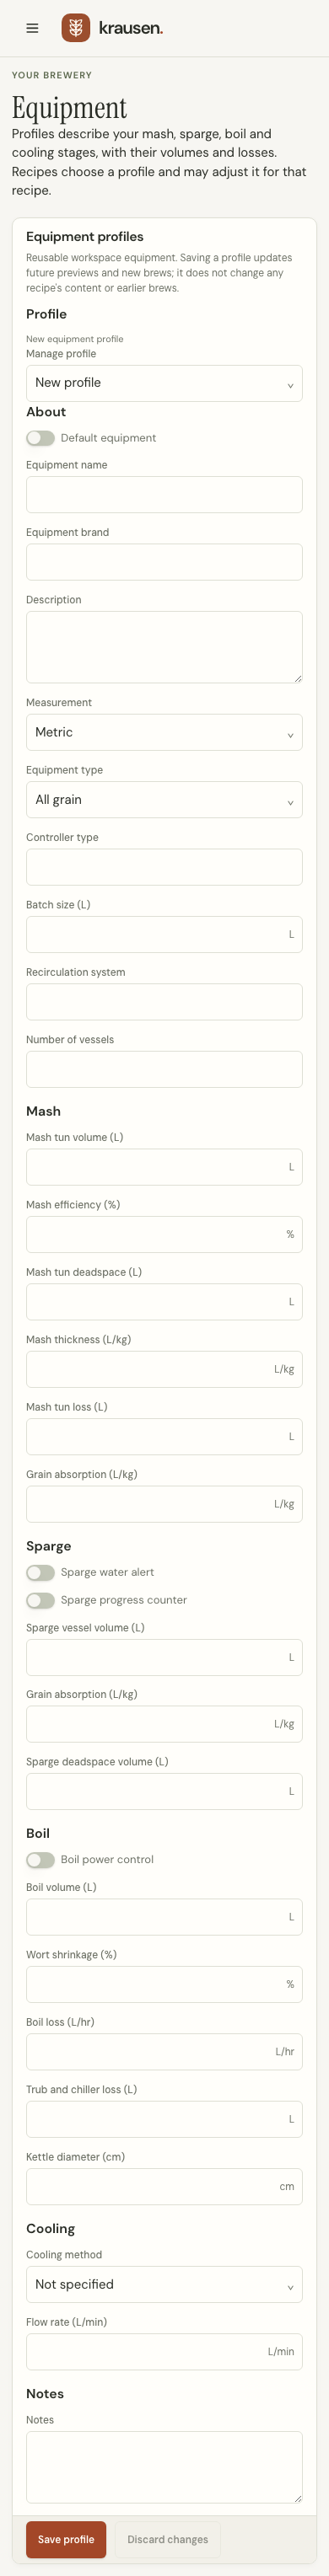 krausen.
YOUR BREWERY
Equipment
Profiles describe your mash, sparge, boil and
cooling stages, with their volumes and losses.
Recipes choose a profile and may adjust it for that
recipe.
Equipment profiles
Reusable workspace equipment. Saving a profile updates
future previews and new brews; it does not change any
recipe's content or earlier brews.
Profile
New equipment profile
Manage profile
New profile
About
Default equipment
Equipment name
Equipment brand
Description
Measurement
Metric
Equipment type
All grain
Controller type
Batch size (L)
L
Recirculation system
Number of vessels
Mash
Mash tun volume (L)
L
Mash efficiency (%)
%
Mash tun deadspace (L)
L
Mash thickness (L/kg)
L/kg
Mash tun loss (L)
L
Grain absorption (L/kg)
L/kg
Sparge
Sparge water alert
Sparge progress counter
Sparge vessel volume (L)
L
Grain absorption (L/kg)
L/kg
Sparge deadspace volume (L)
L
Boil
Boil power control
Boil volume (L)
L
Wort shrinkage (%)
%
Boil loss (L/hr)
L/hr
Trub and chiller loss (L)
L
Kettle diameter (cm)
cm
Cooling
Cooling method
Not specified
Flow rate (L/min)
L/min
Notes
Notes
Save profile
Discard changes